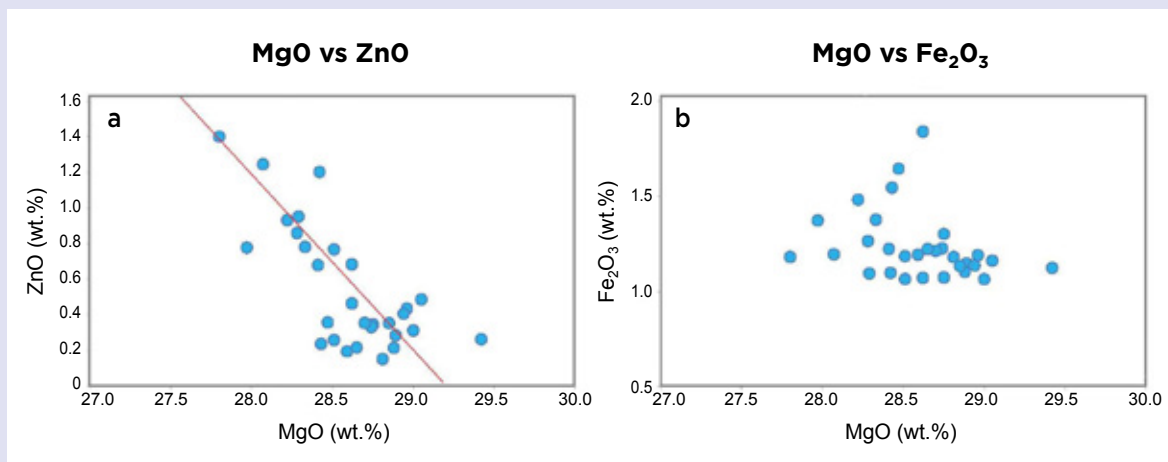 MgO vs ZnO
a
ZnO (wt.%)
1.6
1.4
1.2
1.0
0.8
0.6
0.4
0.2
0
27.0 27.5 28.0 28.5 29.0 29.5 30.0
MgO (wt.%)
MgO vs Fe₂O₃
b
Fe₂O₃ (wt.%)
2.0
1.5
1.0
0.5
27.0 27.5 28.0 28.5 29.0 29.5 30.0
MgO (wt.%)